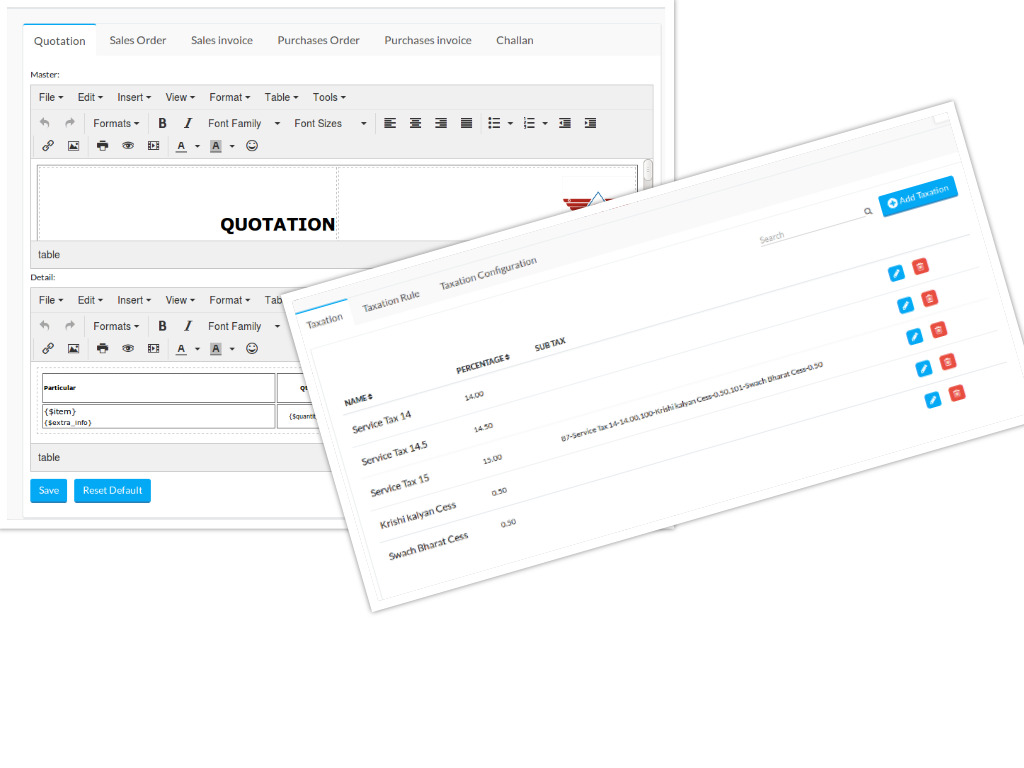 Quotation Sales Order Sales invoice Purchases Order Purchases invoice Challan
Master:
File Edit Insert View Format Table Tools
Formats B I Font Family Font Sizes
A A
QUOTATION
table
Detail:
File Edit Insert View Format
Formats B I Font Family
A A
Particular
{$item}
{$extra_info}
table
Save Reset Default
Taxation Taxation Rule Taxation Configuration
Search Add Taxation
NAME PERCENTAGE SUB TAX
Service Tax 14 14.00
Service Tax 14.5 14.50
Service Tax 15 15.00 87-Service Tax 14-14.00,100-Krishi kalyan Cess-0.50,101-Swach Bharat Cess-0.50
Krishi kalyan Cess 0.50
Swach Bharat Cess 0.50